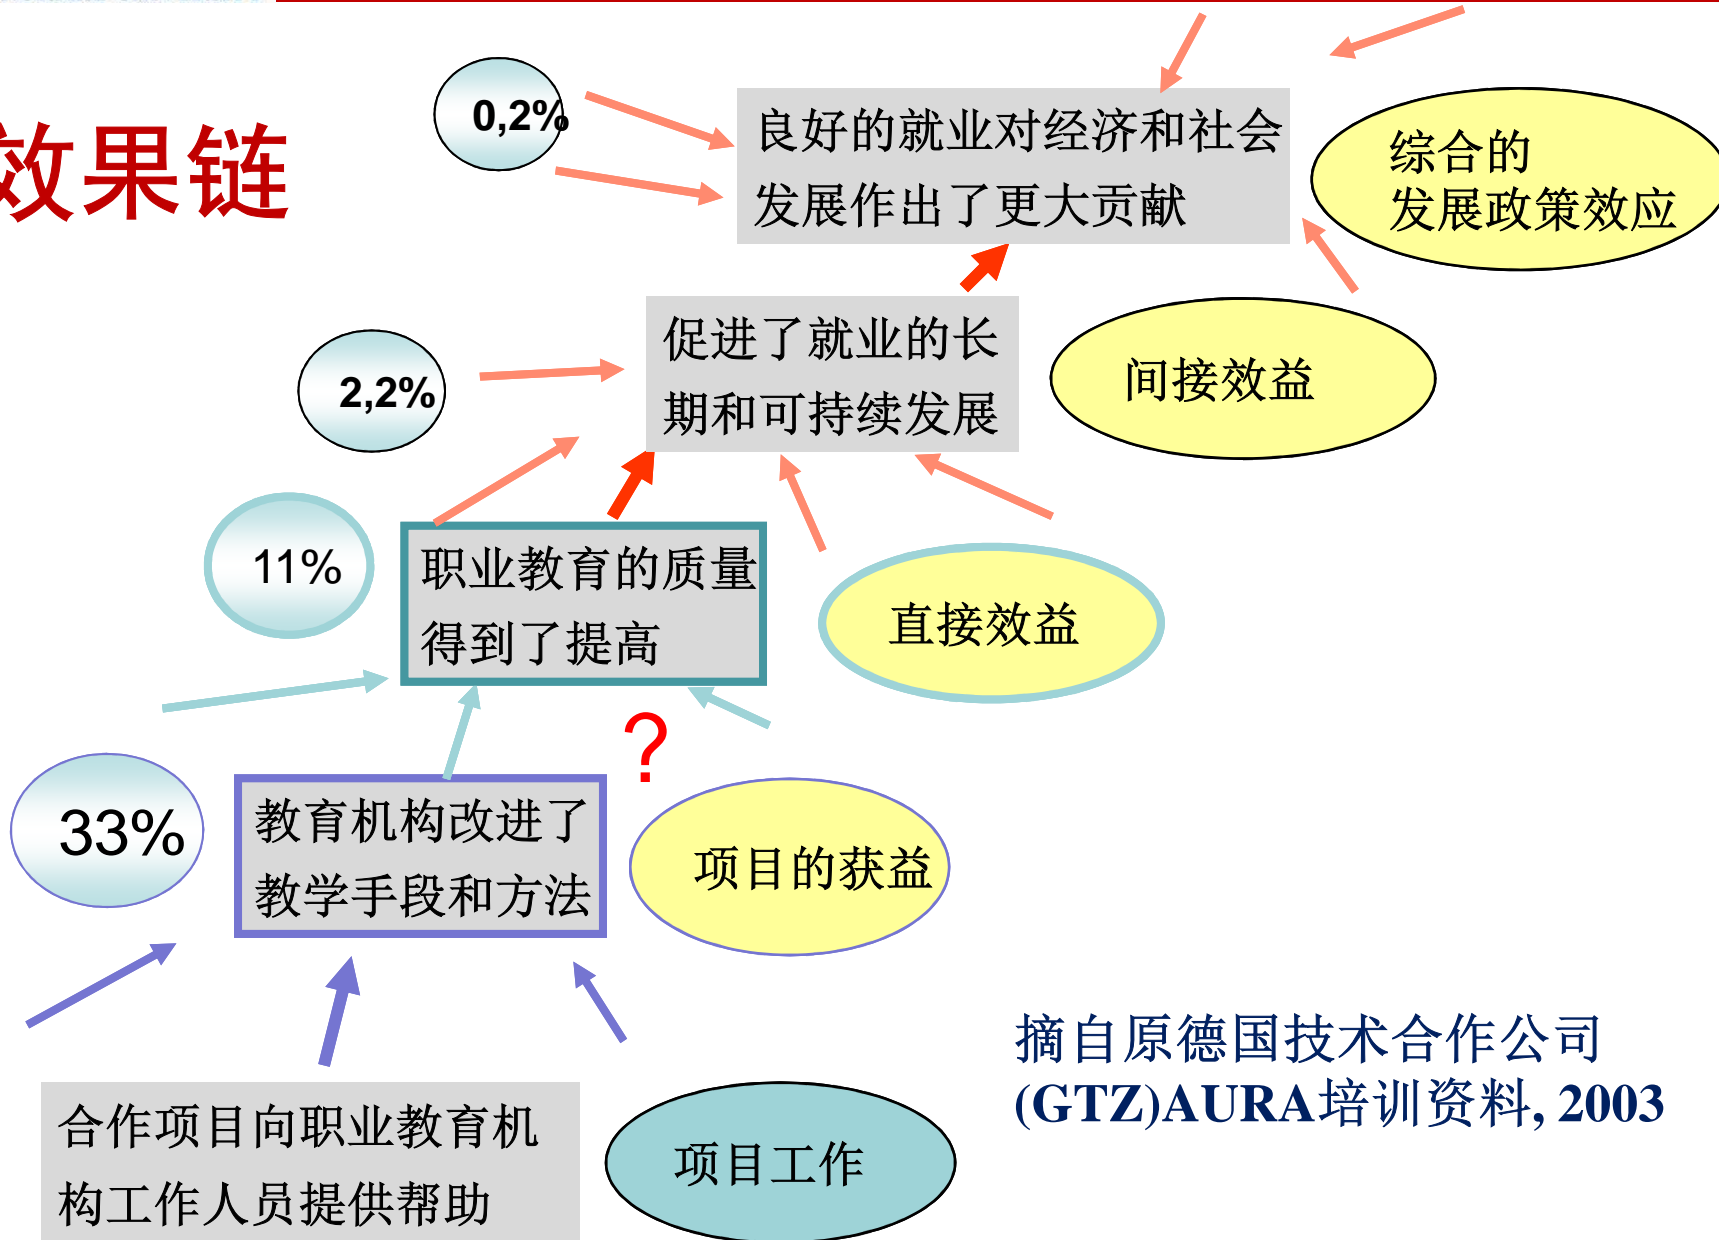 效果链
0,2%
良好的就业对经济和社会
发展作出了更大贡献
综合的
发展政策效应
2,2%
促进了就业的长
期和可持续发展
间接效益
11%
职业教育的质量
得到了提高
直接效益
?
33%
教育机构改进了
教学手段和方法
项目的获益
合作项目向职业教育机
构工作人员提供帮助
项目工作
摘自原德国技术合作公司
(GTZ)AURA培训资料, 2003